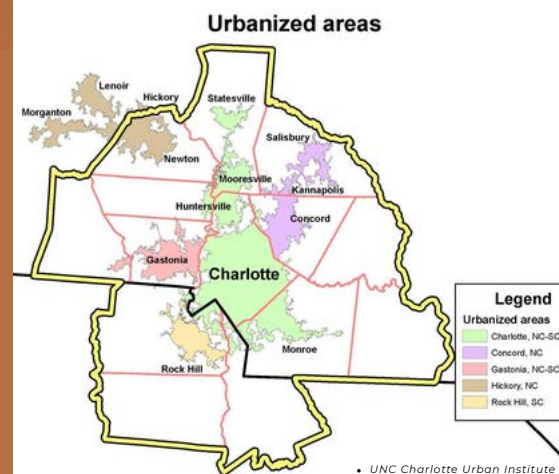 Urbanized areas
Lenoir
Hickory
Statesville
Morganton
Salisbury
Newton
Mooresville
Kannapolis
Huntersville
Concord
Gastonia
Charlotte
Monroe
Rock Hill
Legend
Urbanized areas
Charlotte, NC-SC
Concord, NC
Gastonia, NC-SC
Hickory, NC
Rock Hill, SC
• UNC Charlotte Urban Institute